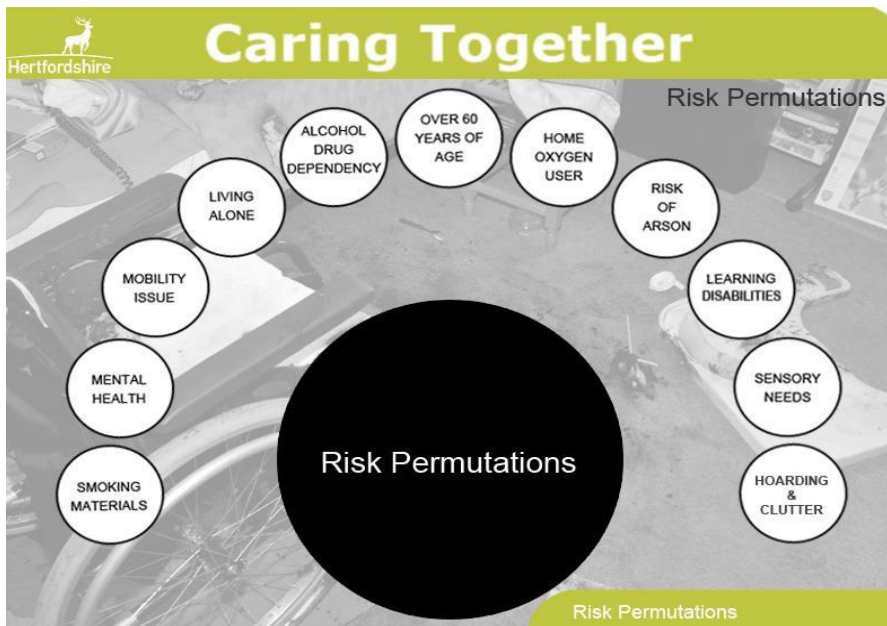 Hertfordshire
Caring Together
Risk Permutations
SMOKING
MATERIALS
MENTAL
HEALTH
MOBILITY
ISSUE
LIVING
ALONE
ALCOHOL
DRUG
DEPENDENCY
OVER 60
YEARS OF
AGE
HOME
OXYGEN
USER
RISK
OF
ARSON
LEARNING
DISABILITIES
SENSORY
NEEDS
HOARDING
&
CLUTTER
Risk Permutations
Risk Permutations